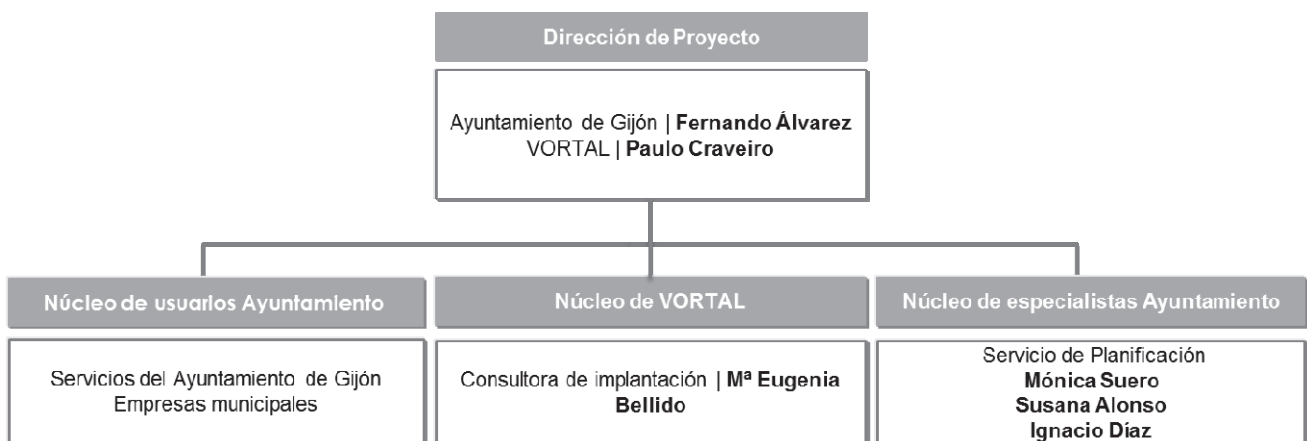 Dirección de Proyecto
Ayuntamiento de Gijón | Fernando Álvarez
VORTAL | Paulo Craveiro
Núcleo de usuarios Ayuntamiento
Servicios del Ayuntamiento de Gijón
Empresas municipales
Núcleo de VORTAL
Consultora de implantación | Mª Eugenia
Bellido
Núcleo de especialistas Ayuntamiento
Servicio de Planificación
Mónica Suero
Susana Alonso
Ignacio Díaz